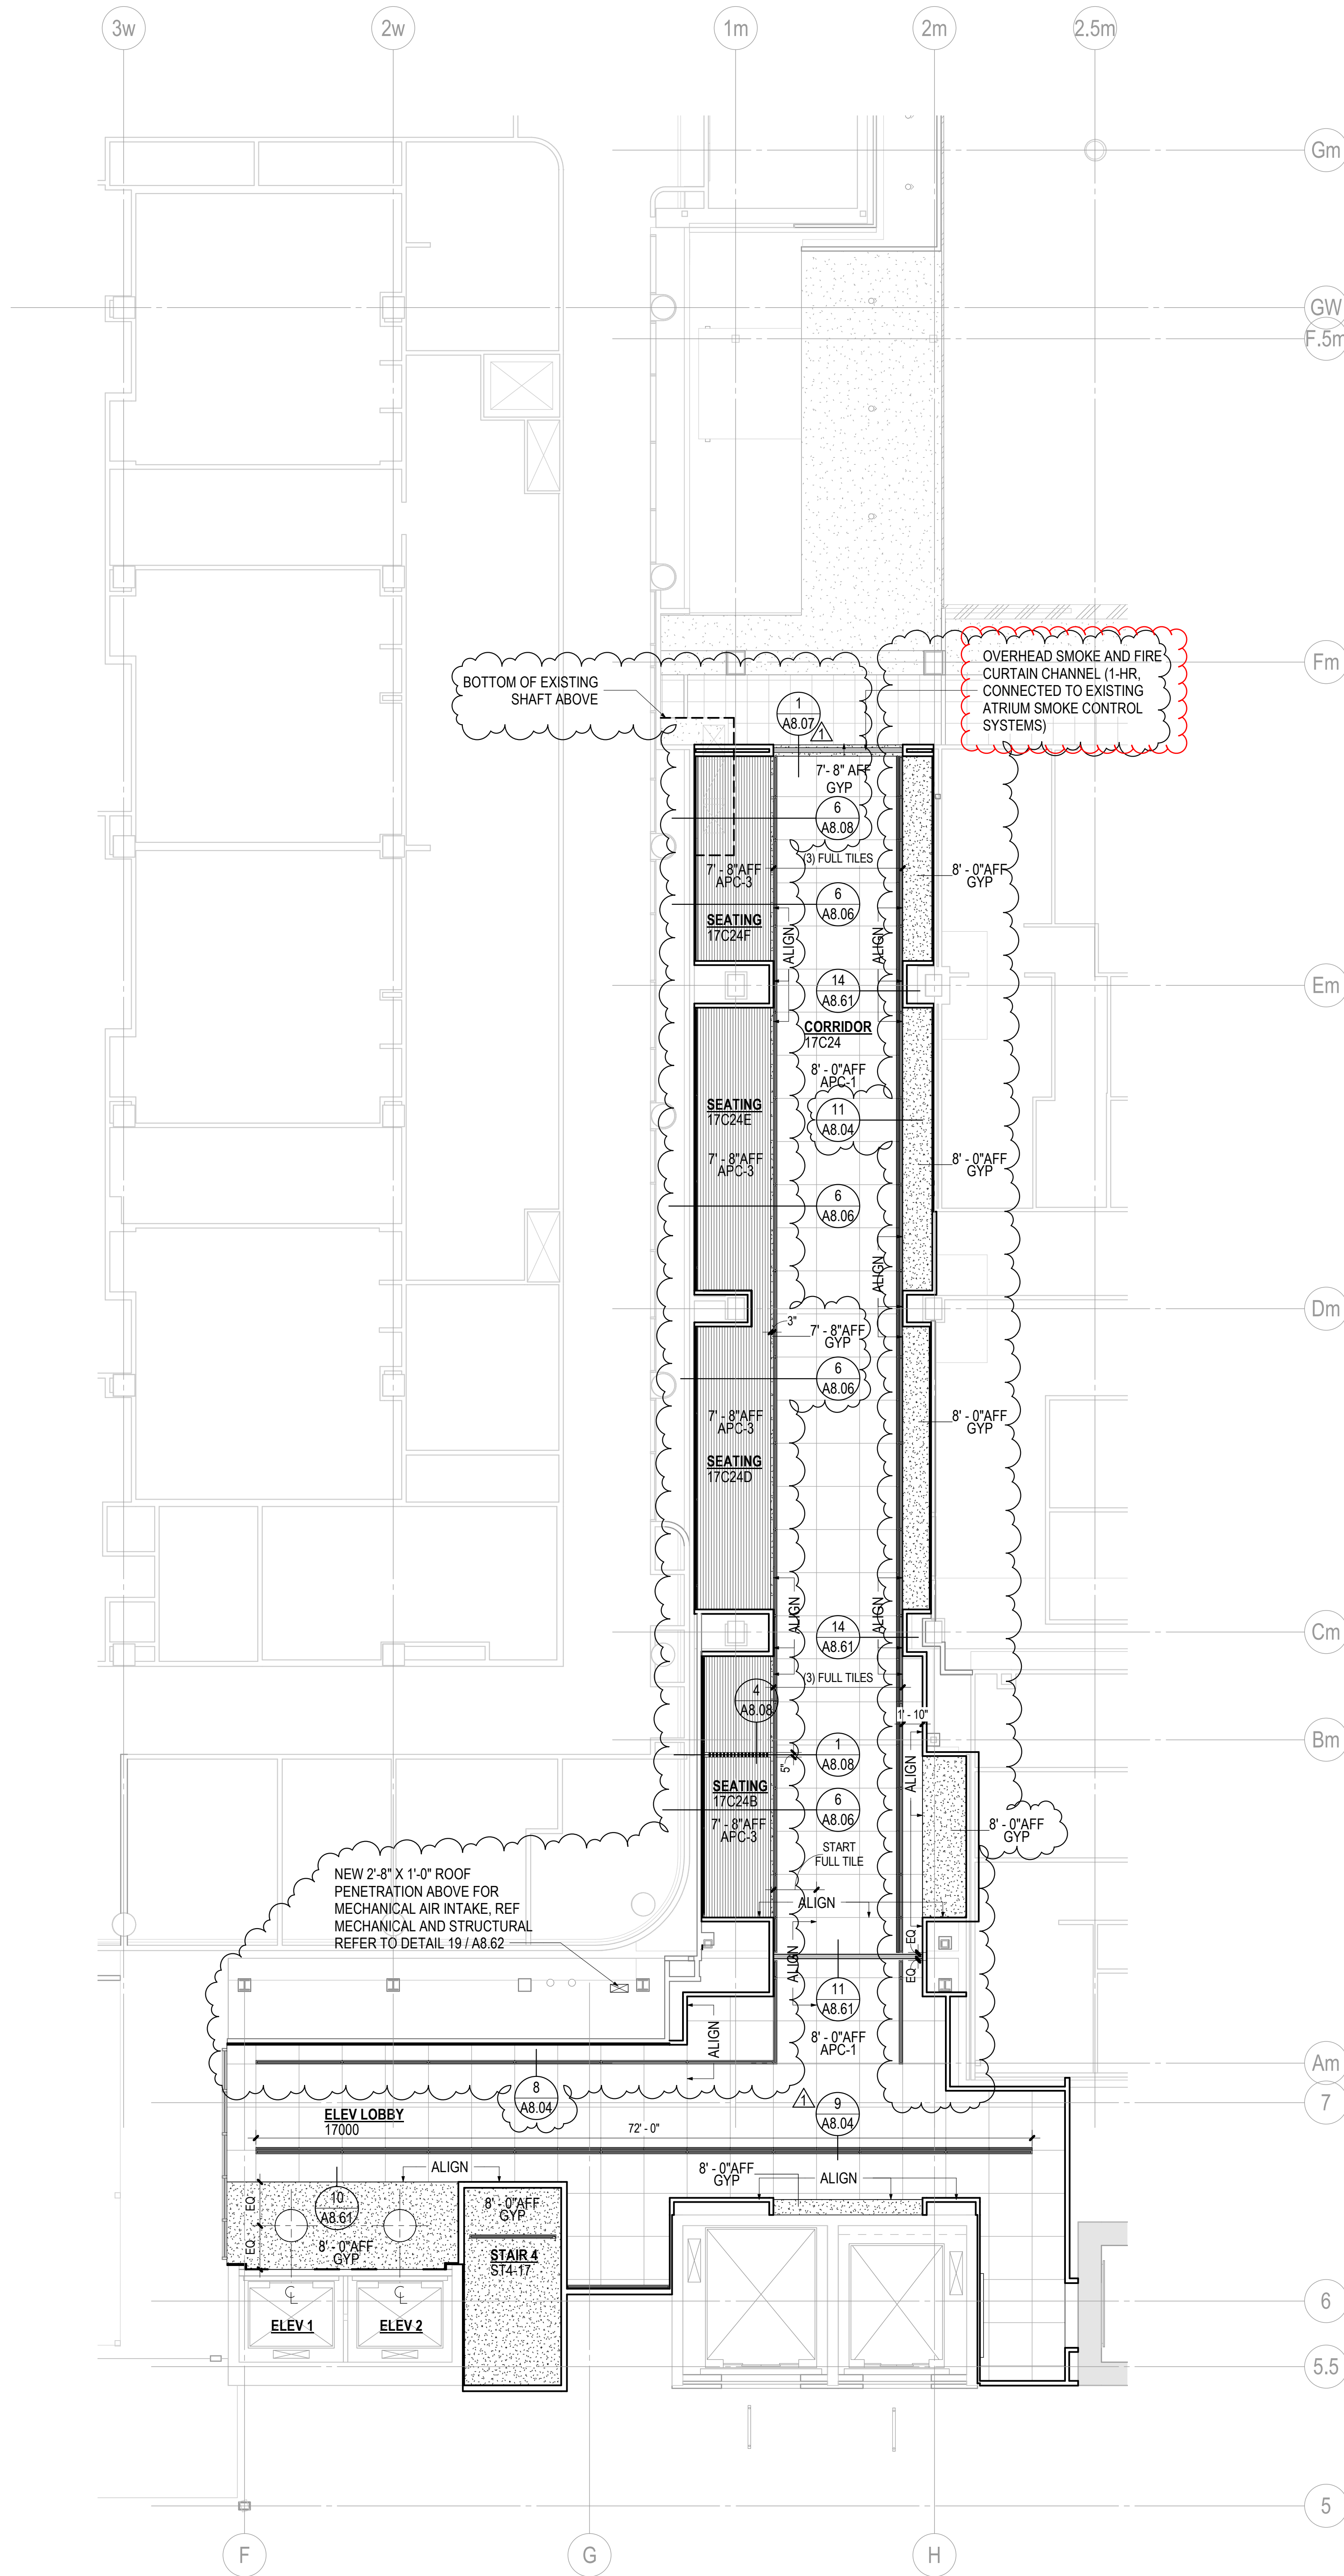 3w
2w
1m
2m
2.5m
Gm
GW
F.5m
OVERHEAD SMOKE AND FIRE
CURTAIN CHANNEL (1-HR,
CONNECTED TO EXISTING
ATRIUM SMOKE CONTROL
SYSTEMS)
Fm
BOTTOM OF EXISTING
SHAFT ABOVE
1
A8.07
1
7'- 8" AFF
GYP
6
A8.08
(3) FULL TILES
7' - 8"AFF
APC-3
8' - 0"AFF
GYP
6
A8.06
SEATING
17C24F
ALIGN
ALIGN
14
A8.61
Em
CORRIDOR
17C24
8' - 0"AFF
APC-1
SEATING
17C24E
11
A8.04
7' - 8"AFF
APC-3
8' - 0"AFF
GYP
6
A8.06
ALIGN
Dm
3"
7' - 8"AFF
GYP
6
A8.06
7' - 8"AFF
APC-3
8' - 0"AFF
GYP
SEATING
17C24D
ALIGN
ALIGN
14
A8.61
Cm
(3) FULL TILES
4
A8.08
1' - 10"
Bm
1
A8.08
5"
ALIGN
SEATING
17C24B
6
A8.06
7' - 8"AFF
APC-3
8' - 0"AFF
GYP
START
FULL TILE
NEW 2'-8" X 1'-0" ROOF
PENETRATION ABOVE FOR
MECHANICAL AIR INTAKE, REF
MECHANICAL AND STRUCTURAL
REFER TO DETAIL 19 / A8.62
ALIGN
ALIGN
EQ
EQ
11
A8.61
ALIGN
8' - 0"AFF
APC-1
Am
8
A8.04
1
9
A8.04
7
ELEV LOBBY
17000
72' - 0"
ALIGN
8' - 0"AFF
GYP
ALIGN
EQ
EQ
10
A8.61
8' - 0"AFF
GYP
8' - 0"AFF
GYP
STAIR 4
ST4-17
CL
CL
ELEV 1
ELEV 2
6
5.5
5
F
G
H